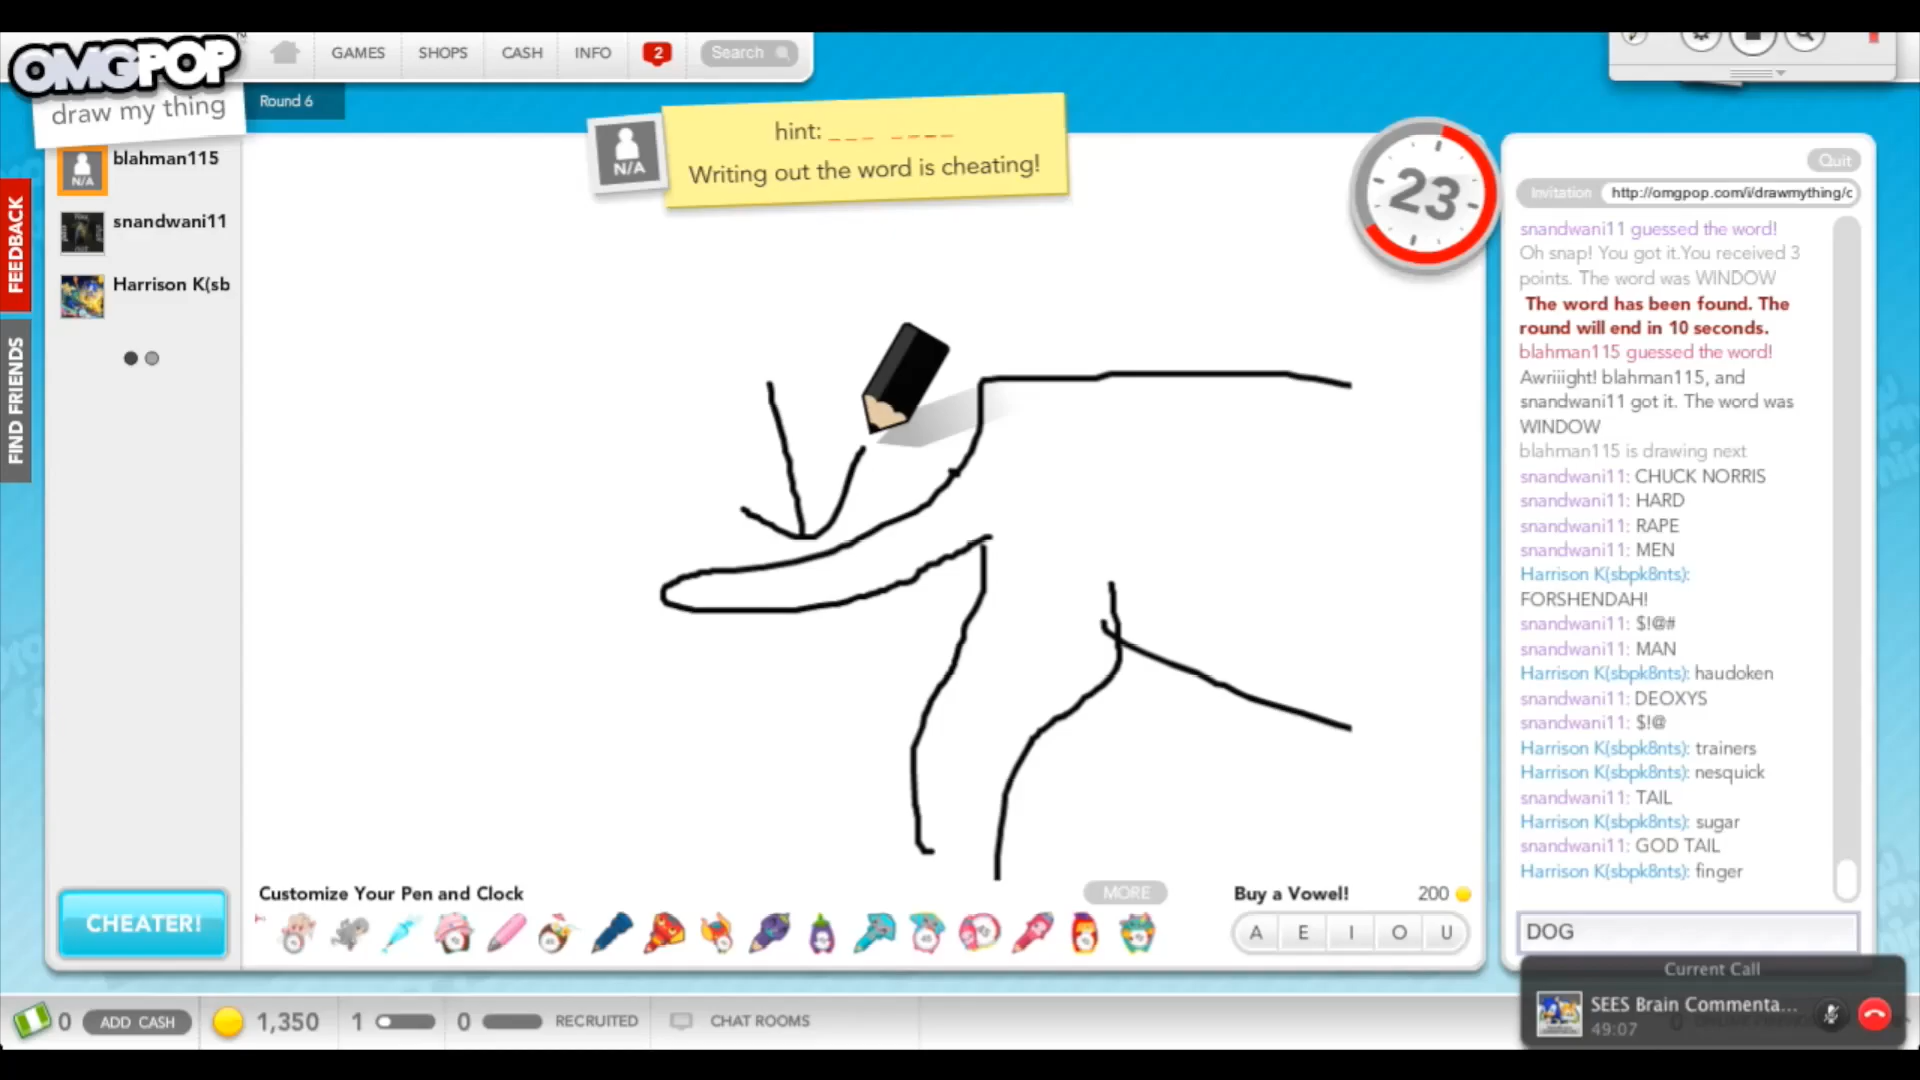 OMGPOP
draw my thing
GAMES
SHOPS
CASH
INFO
2
Search
Round 6
hint: ___ ____
Writing out the word is cheating!
N/A
23
FEEDBACK
FIND FRIENDS
N/A
blahman115
snandwani11
Harrison K(sb
Quit
Invitation http://omgpop.com/i/drawmything/c
snandwani11 guessed the word!
Oh snap! You got it.You received 3
points. The word was WINDOW
The word has been found. The
round will end in 10 seconds.
blahman115 guessed the word!
Awriiight! blahman115, and
snandwani11 got it. The word was
WINDOW
blahman115 is drawing next
snandwani11: CHUCK NORRIS
snandwani11: HARD
snandwani11: RAPE
snandwani11: MEN
Harrison K(sbpk8nts):
FORSHENDAH!
snandwani11: $!@#
snandwani11: MAN
Harrison K(sbpk8nts): haudoken
snandwani11: DEOXYS
snandwani11: $!@
Harrison K(sbpk8nts): trainers
Harrison K(sbpk8nts): nesquick
snandwani11: TAIL
Harrison K(sbpk8nts): sugar
snandwani11: GOD TAIL
Harrison K(sbpk8nts): finger
DOG
CHEATER!
Customize Your Pen and Clock
MORE
Buy a Vowel!
200
A E I O U
Current Call
SEES Brain Commenta...
49:07
0
ADD CASH
1,350
1
0
RECRUITED
CHAT ROOMS